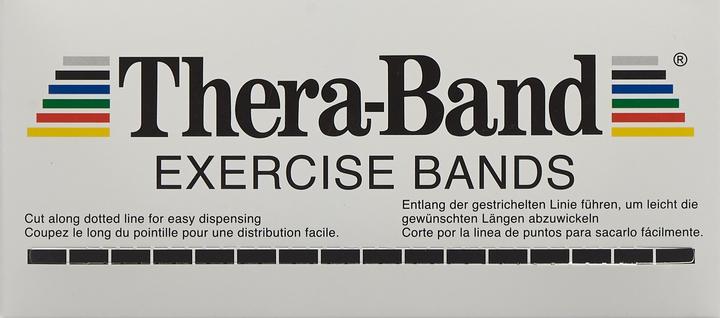 Thera-Band®
EXERCISE BANDS
Cut along dotted line for easy dispensing
Coupez le long du pointille pour une distribution facile.
Entlang der gestrichelten Linie führen, um leicht die
gewünschten Längen abzuwickeln
Corte por la linea de puntos para sacarlo fácilmente.